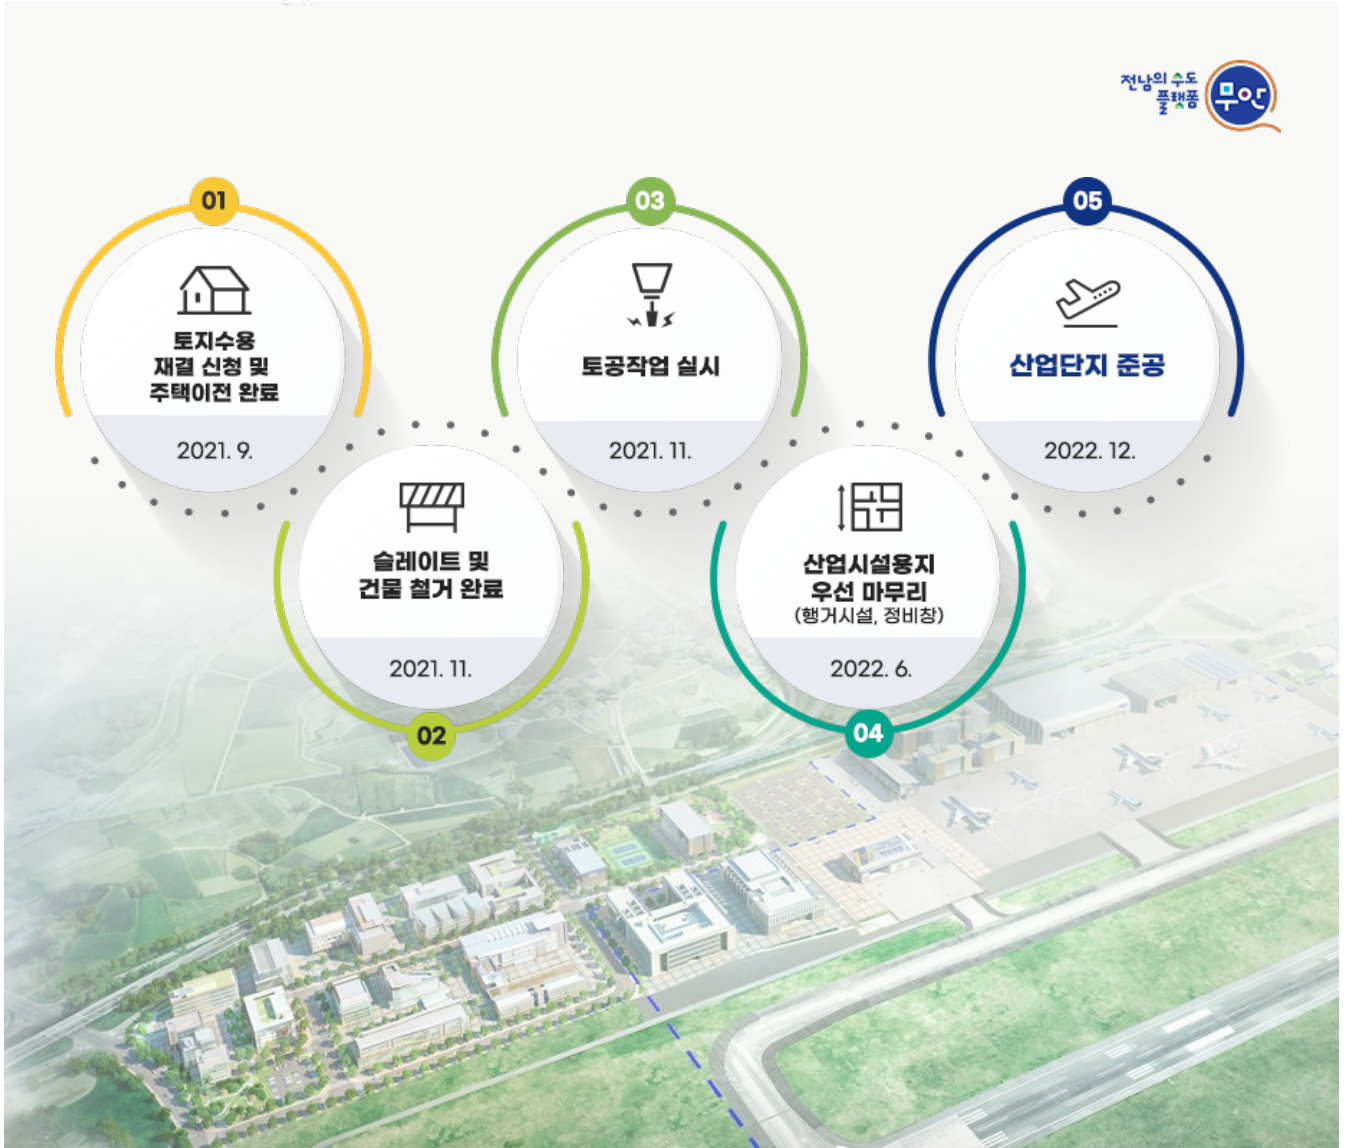 전남의 수도
플랫폼
무안
01
토지수용
재결 신청 및
주택이전 완료
2021. 9.
02
슬레이트 및
건물 철거 완료
2021. 11.
03
토공작업 실시
2021. 11.
04
산업시설용지
우선 마무리
(행거시설, 정비창)
2022. 6.
05
산업단지 준공
2022. 12.